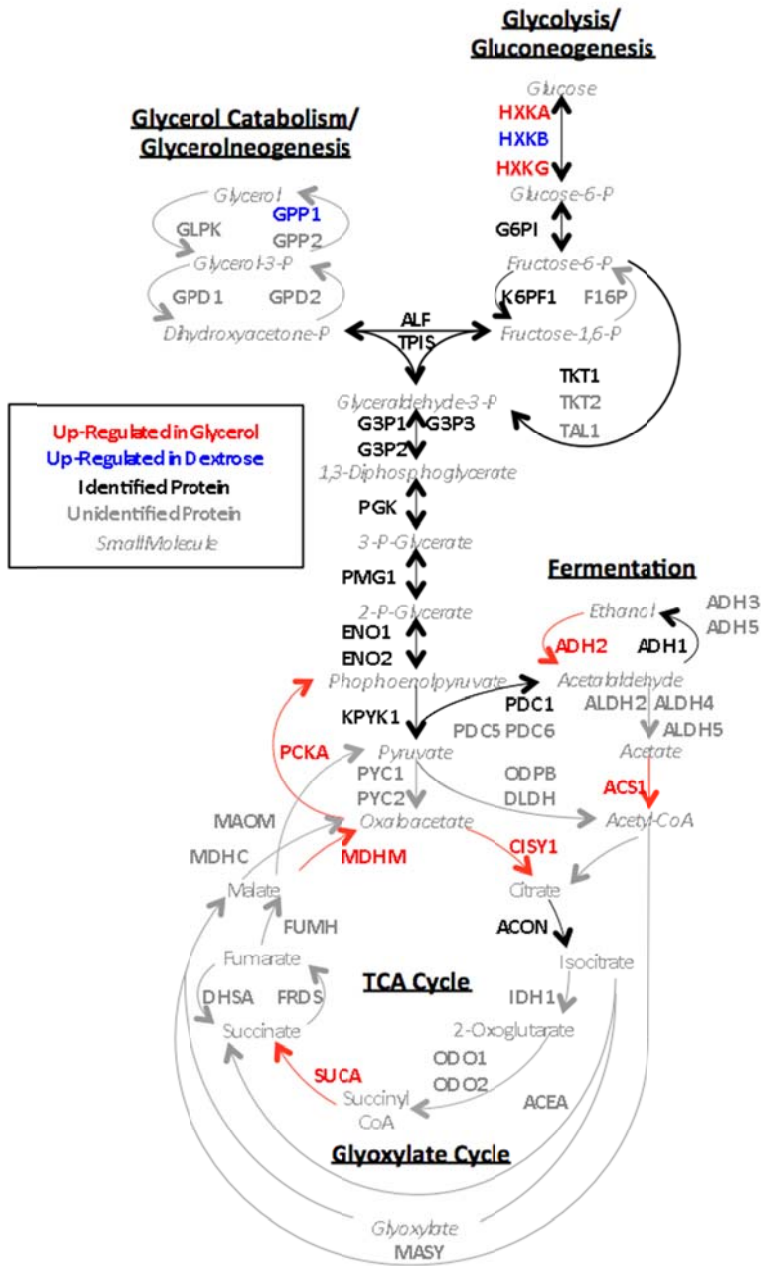 Glycolysis/
Gluconeogenesis
Glucose
HXKA
HXKB
HXKG
Glucose-6-P
G6PI
Fructose-6-P
K6PF1 F16P
Fructose-1,6-P
Glycerol Catabolism/
Glycerolneogenesis
Glycerol
GPP1
GLPK
GPP2
Glycerol-3-P
GPD1 GPD2
Dihydroxyacetone-P
ALF
TPIS
TKT1
TKT2
TAL1
Glyceraldehyde-3-P
G3P1 G3P3
G3P2
1,3-Diphosphoglycerate
PGK
3-P-Glycerate
PMG1
2-P-Glycerate
ENO1
ENO2
Phophoenolpyruvate
KPYK1
Up-Regulated in Glycerol
Up-Regulated in Dextrose
Identified Protein
Unidentified Protein
Small Molecule
Fermentation
Ethanol
ADH3
ADH5
ADH2 ADH1
Acetalaldehyde
PDC1
PDC5 PDC6
ALDH2 ALDH4
ALDH5
Acetate
ACS1
Acetyl-CoA
Pyruvate
PYC1
PYC2
ODPB
DLDH
PCKA
Oxaloacetate
MAOM
MDHC
MDHM
CISY1
Malate
Citrate
FUMH
ACON
Fumarate
Isocitrate
TCA Cycle
DHSA FRDS
IDH1
Succinate
2-Oxoglutarate
ODO1
ODO2
SUCA
Succinyl
CoA
ACEA
Glyoxylate Cycle
Glyoxylate
MASY